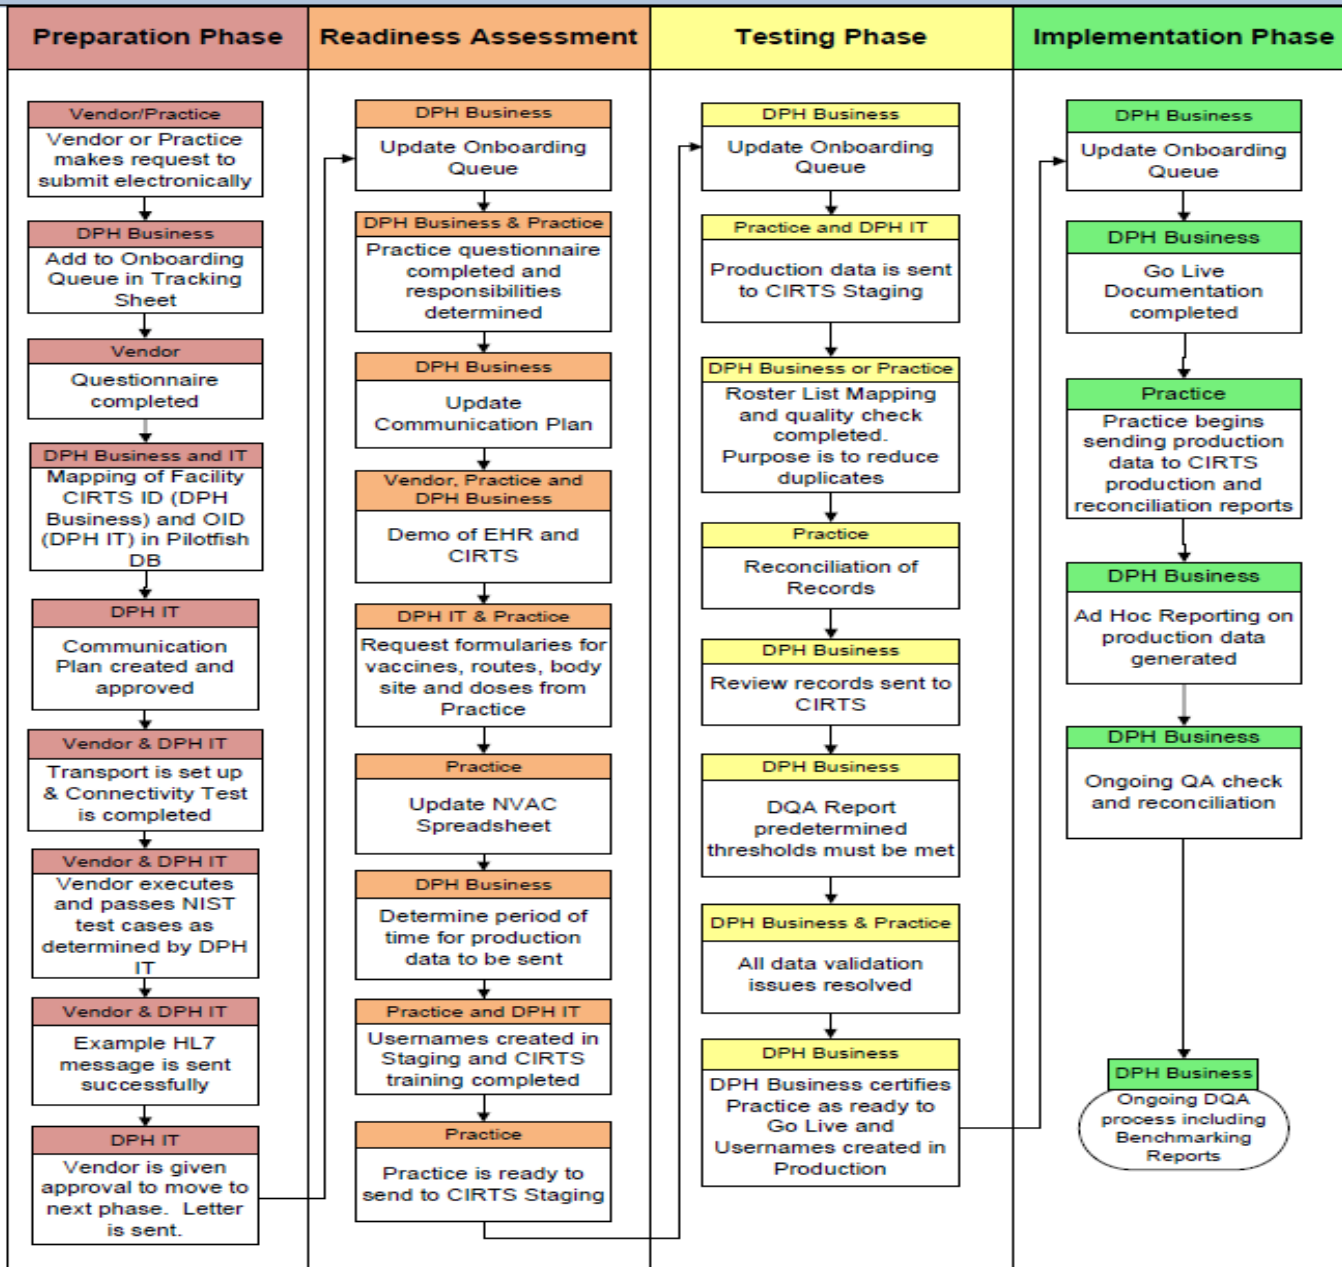 Preparation Phase
Vendor/Practice
Vendor or Practice
makes request to
submit electronically
DPH Business
Add to Onboarding
Queue in Tracking
Sheet
Vendor
Questionnaire
completed
DPH Business and IT
Mapping of Facility
CIRTS ID (DPH
Business) and OID
(DPH IT) in Pilotfish
DB
DPH IT
Communication
Plan created and
approved
Vendor & DPH IT
Transport is set up
& Connectivity Test
is completed
Vendor & DPH IT
Vendor executes
and passes NIST
test cases as
determined by DPH
IT
Vendor & DPH IT
Example HL7
message is sent
successfully
DPH IT
Vendor is given
approval to move to
next phase. Letter
is sent.
Readiness Assessment
DPH Business
Update Onboarding
Queue
DPH Business & Practice
Practice questionnaire
completed and
responsibilities
determined
DPH Business
Update
Communication Plan
Vendor, Practice and
DPH Business
Demo of EHR and
CIRTS
DPH IT & Practice
Request formularies for
vaccines, routes, body
site and doses from
Practice
Practice
Update NVAC
Spreadsheet
DPH Business
Determine period of
time for production
data to be sent
Practice and DPH IT
Usernames created in
Staging and CIRTS
training completed
Practice
Practice is ready to
send to CIRTS Staging
Testing Phase
DPH Business
Update Onboarding
Queue
Practice and DPH IT
Production data is sent
to CIRTS Staging
DPH Business or Practice
Roster List Mapping
and quality check
completed.
Purpose is to reduce
duplicates
Practice
Reconciliation of
Records
DPH Business
Review records sent to
CIRTS
DPH Business
DQA Report
predetermined
thresholds must be met
DPH Business & Practice
All data validation
issues resolved
DPH Business
DPH Business certifies
Practice as ready to
Go Live and
Usernames created in
Production
Implementation Phase
DPH Business
Update Onboarding
Queue
DPH Business
Go Live
Documentation
completed
Practice
Practice begins
sending production
data to CIRTS
production and
reconciliation reports
DPH Business
Ad Hoc Reporting on
production data
generated
DPH Business
Ongoing QA check
and reconciliation
DPH Business
Ongoing DQA
process including
Benchmarking
Reports